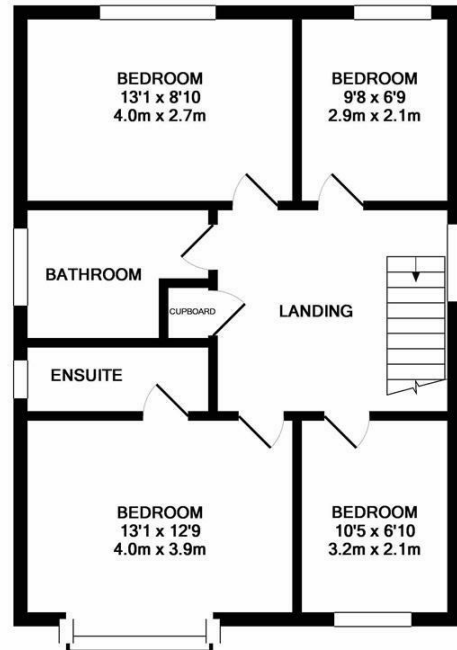 BEDROOM
13'1 x 8'10
4.0m x 2.7m
BEDROOM
9'8 x 6'9
2.9m x 2.1m
BATHROOM
CUPBOARD
LANDING
ENSUITE
BEDROOM
13'1 x 12'9
4.0m x 3.9m
BEDROOM
10'5 x 6'10
3.2m x 2.1m